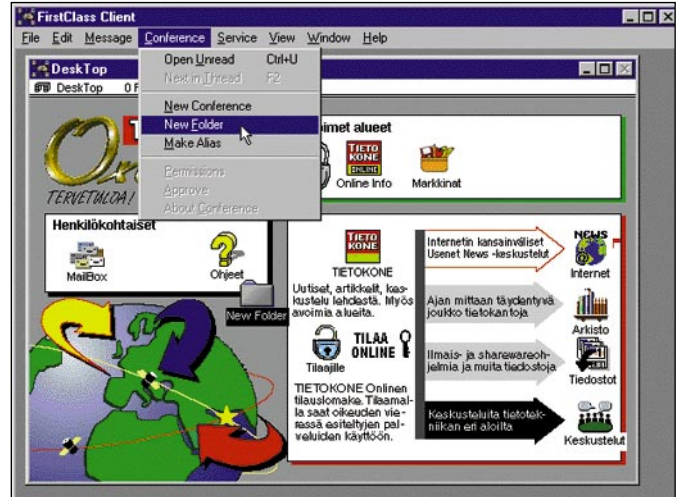 FirstClass Client
File Edit Message Conference Service View Window Help
DeskTop
DeskTop
Open Unread Ctrl+U
Next in Thread F2
New Conference
New Folder
Make Alias
Permissions
Approve
About Conference
TERVETULOA!
imet alueet
TIETO
KONE
ONLINE
Online Info
Markkinat
Henkilökohtaiset
MailBox
Ohjeet
New Folder
TIETO
KONE
TIETOKONE
Uutiset, artikkelit, kes-
kustelu lehdestä. Myös
avoimia alueita.
TILAA
ONLINE
Tilaajille
TIETOKONE Onlinen
tilauslomake. Tilaamal-
la saat oikeuden vie-
ressä esiteltyjen pal-
veluiden käyttöön.
Internetin kansainväliset
Usenet News -keskustelut
NEWS
Internet
Ajan mittaan täydentyvä
joukko tietokantoja
Arkisto
Ilmais- ja sharewareoh-
jelmia ja muita tiedostoja
Tiedostot
Keskusteluita tietotek-
niikan eri aloilta
Keskustelut